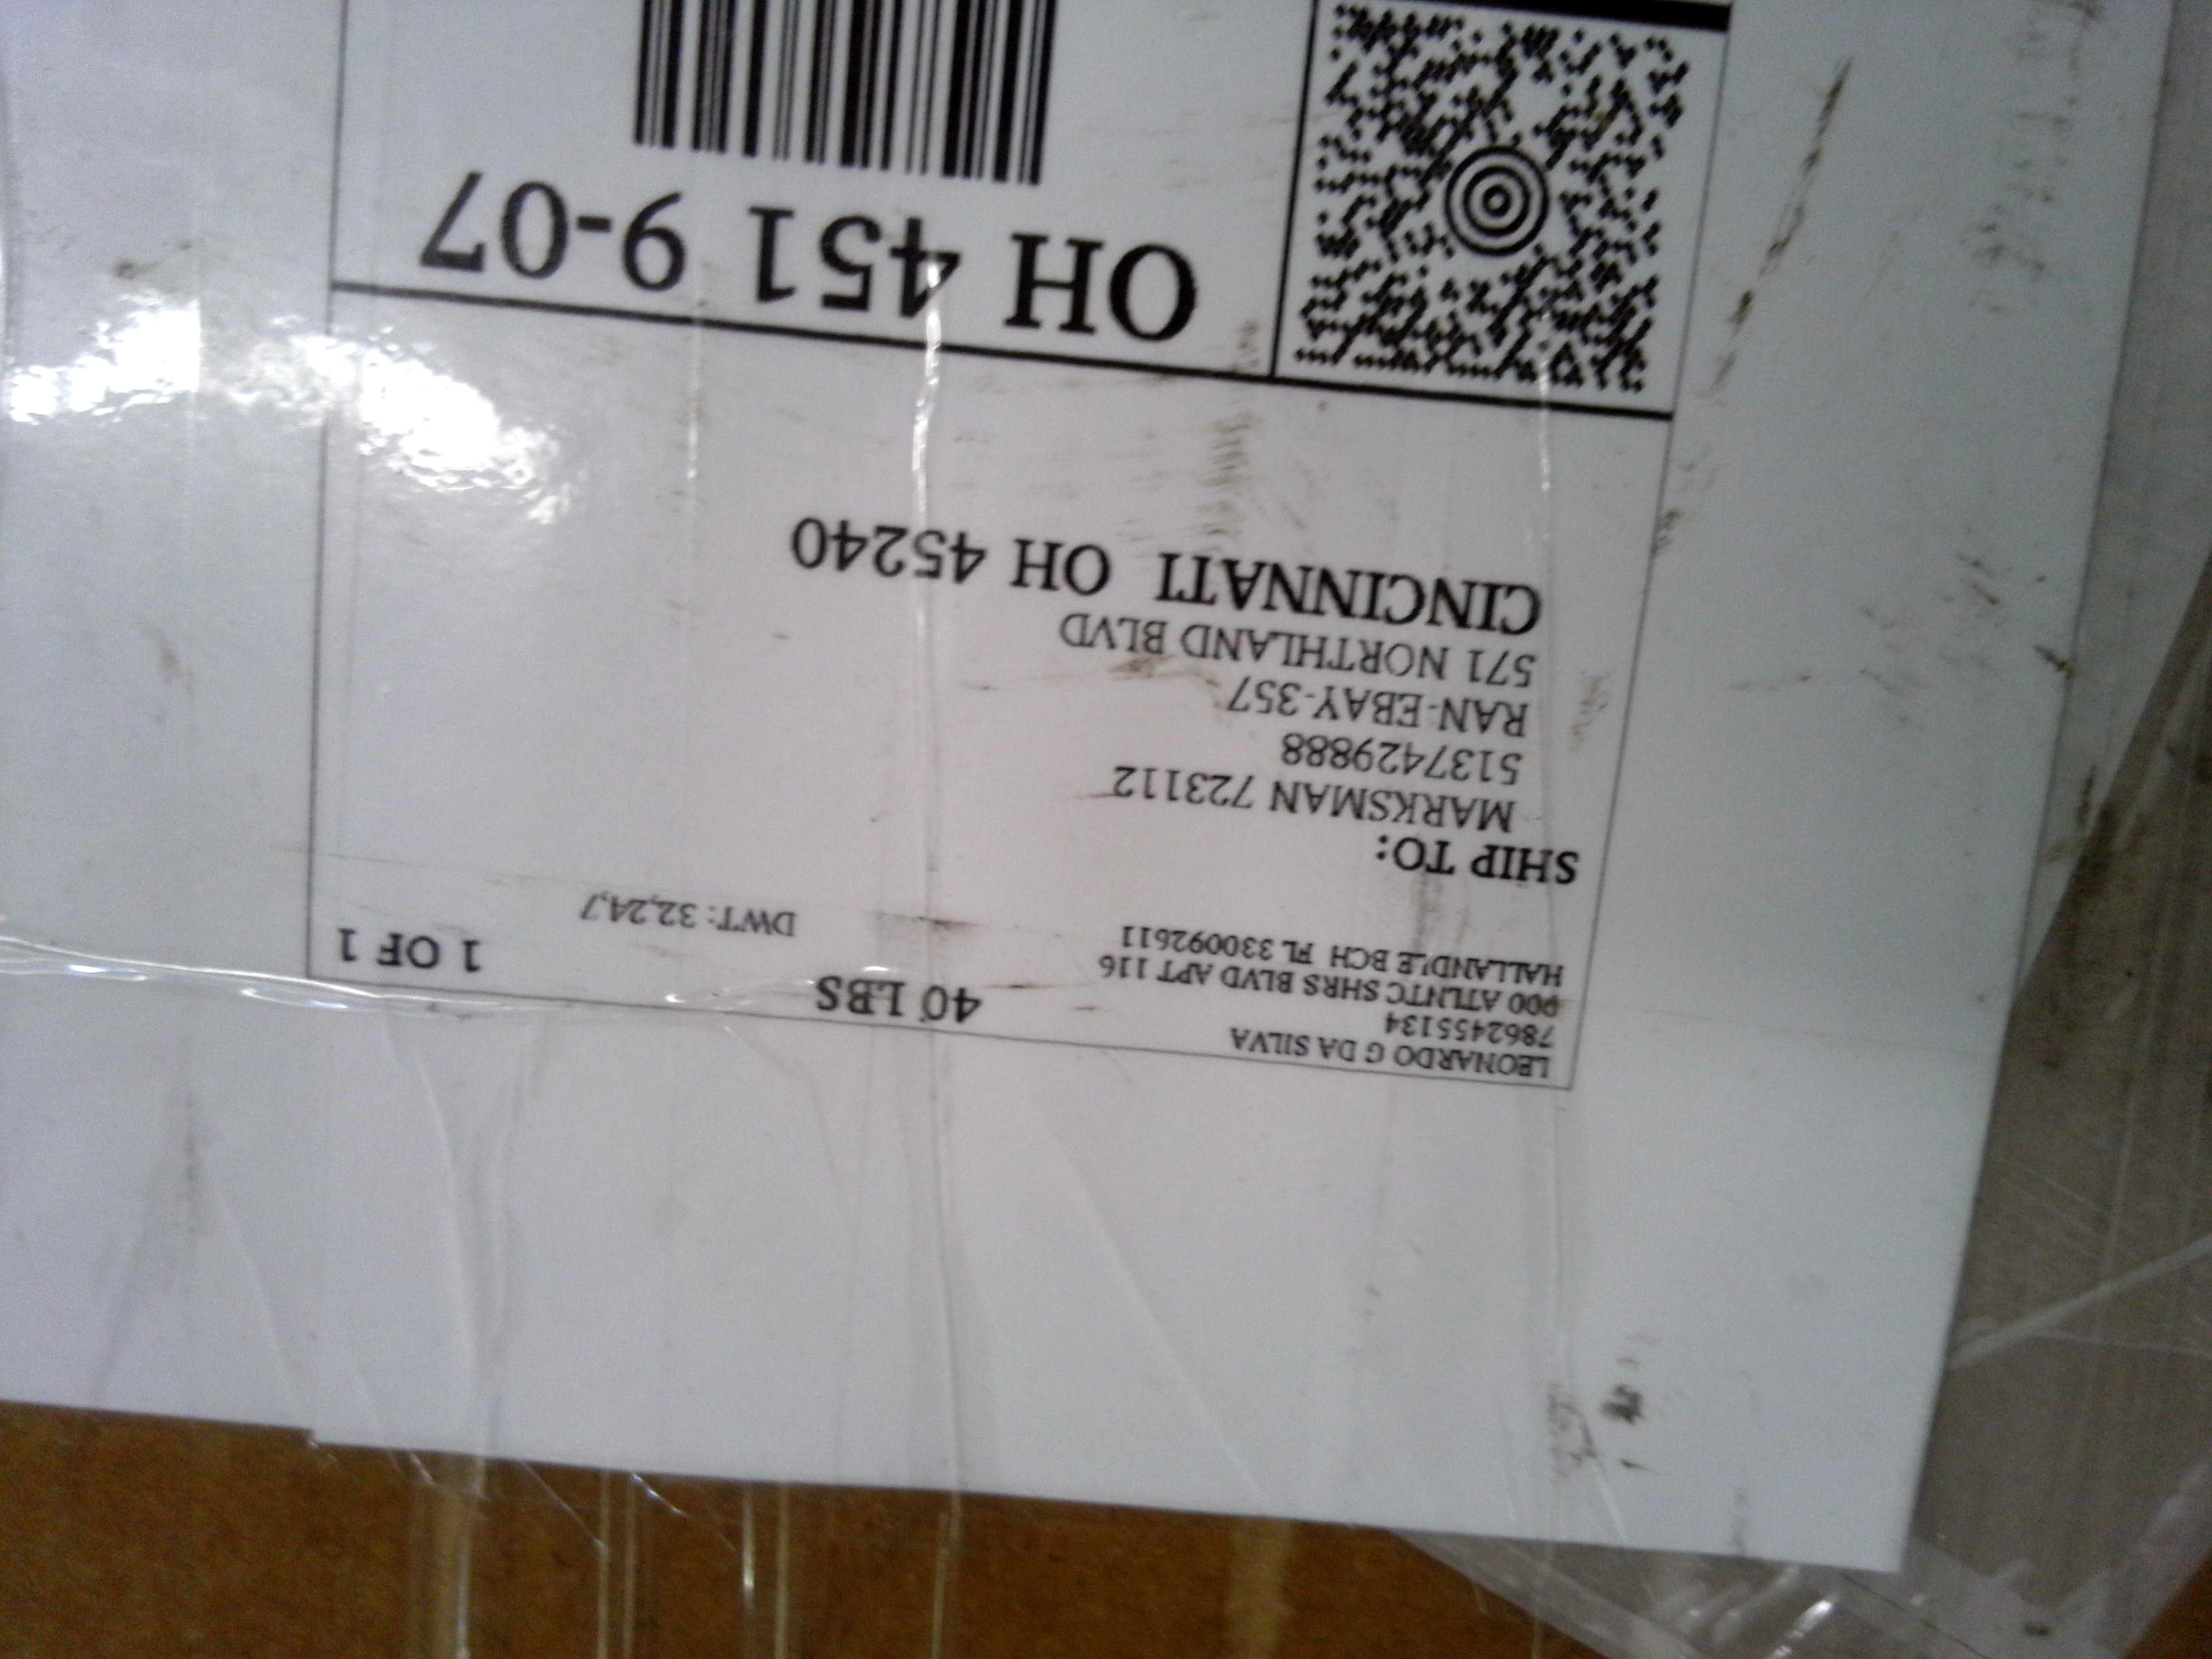 LEONARDO G DA SILVA
7862455134
900 ATLNTC SHRS BLVD APT 116
HALLANDLE BCH FL 330092611
40 LBS
1 OF 1
DWT: 32,24,7
SHIP TO:
MARKSMAN 723112
5137429888
RAN-EBAY-357
571 NORTHLAND BLVD
CINCINNATI OH 45240
OH 451 9-07